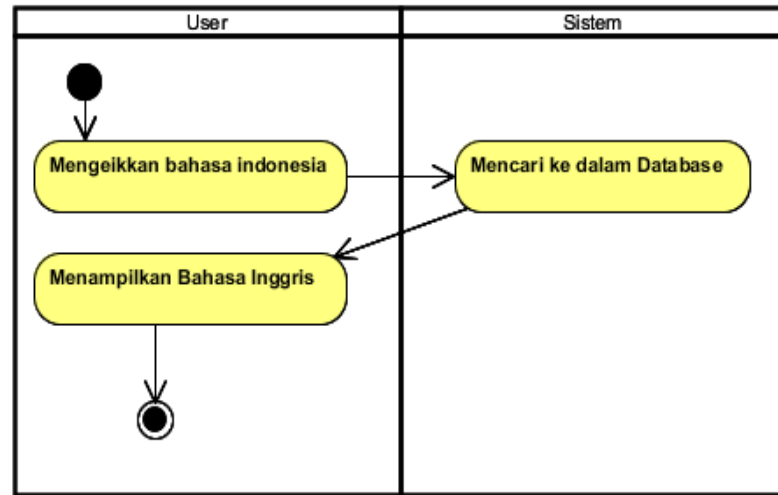 User
Sistem
Mengeikkan bahasa indonesia
Mencari ke dalam Database
Menampilkan Bahasa Inggris